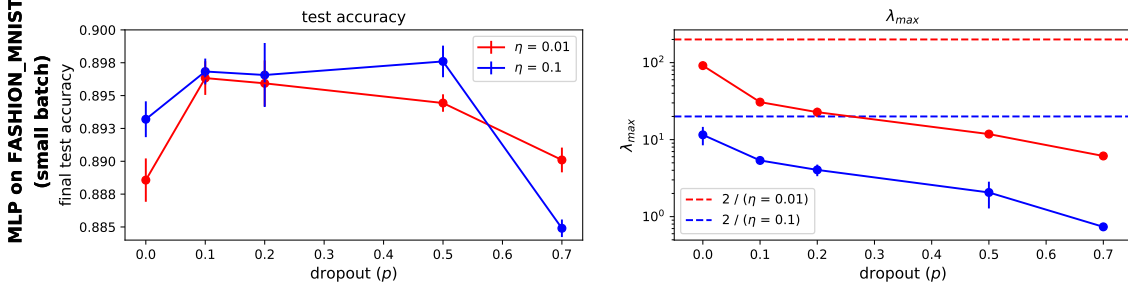 MLP on FASHION_MNIST
(small batch)
test accuracy
final test accuracy
0.900
0.898
0.895
0.893
0.890
0.888
0.885
η = 0.01
η = 0.1
0.0 0.1 0.2 0.3 0.4 0.5 0.6 0.7
dropout (p)
λmax
λmax
10²
10¹
10⁰
2 / (η = 0.01)
2 / (η = 0.1)
0.0 0.1 0.2 0.3 0.4 0.5 0.6 0.7
dropout (p)